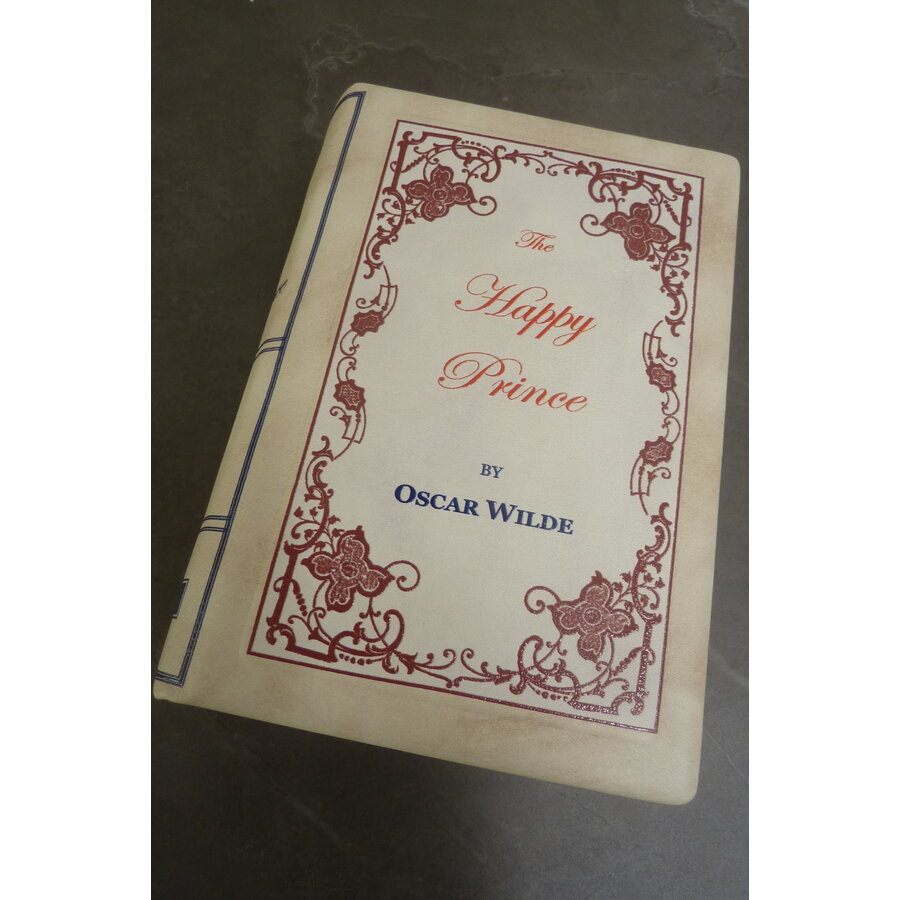 The
Happy
Prince
BY
OSCAR WILDE